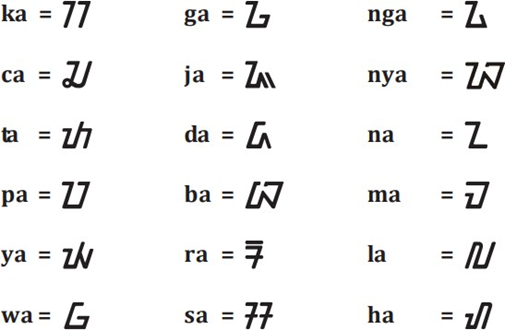 ka = ᮊ ga = ᮌ nga = ᮍ
ca = ᮎ ja = ᮏ nya = ᮑ
ta = ᮒ da = ᮓ na = ᮔ
pa = ᮕ ba = ᮘ ma = ᮙ
ya = ᮚ ra = ᮛ la = ᮜ
wa = ᮝ sa = ᮞ ha = ᮠ